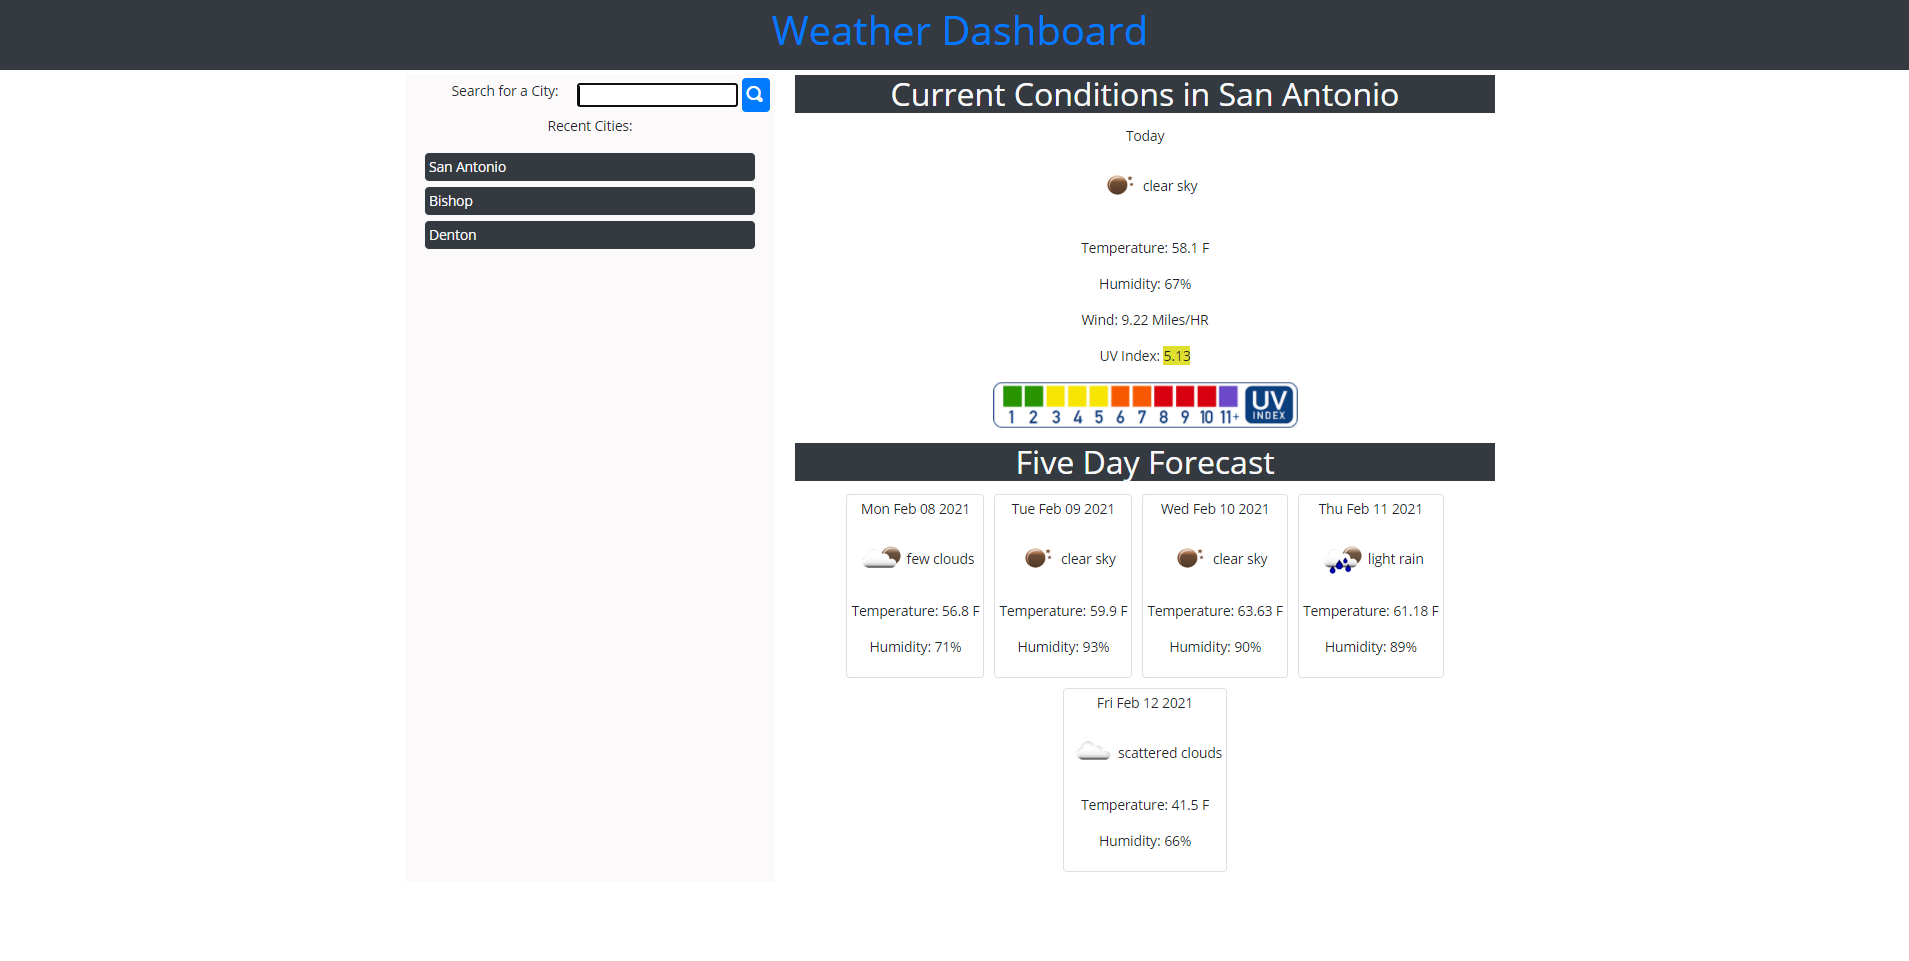 Weather Dashboard
Search for a City:
Recent Cities:
San Antonio
Bishop
Denton
Current Conditions in San Antonio
Today
clear sky
Temperature: 58.1 F
Humidity: 67%
Wind: 9.22 Miles/HR
UV Index: 5.13
1 2 3 4 5 6 7 8 9 10 11+ UV INDEX
Five Day Forecast
Mon Feb 08 2021
few clouds
Temperature: 56.8 F
Humidity: 71%
Tue Feb 09 2021
clear sky
Temperature: 59.9 F
Humidity: 93%
Wed Feb 10 2021
clear sky
Temperature: 63.63 F
Humidity: 90%
Thu Feb 11 2021
light rain
Temperature: 61.18 F
Humidity: 89%
Fri Feb 12 2021
scattered clouds
Temperature: 41.5 F
Humidity: 66%